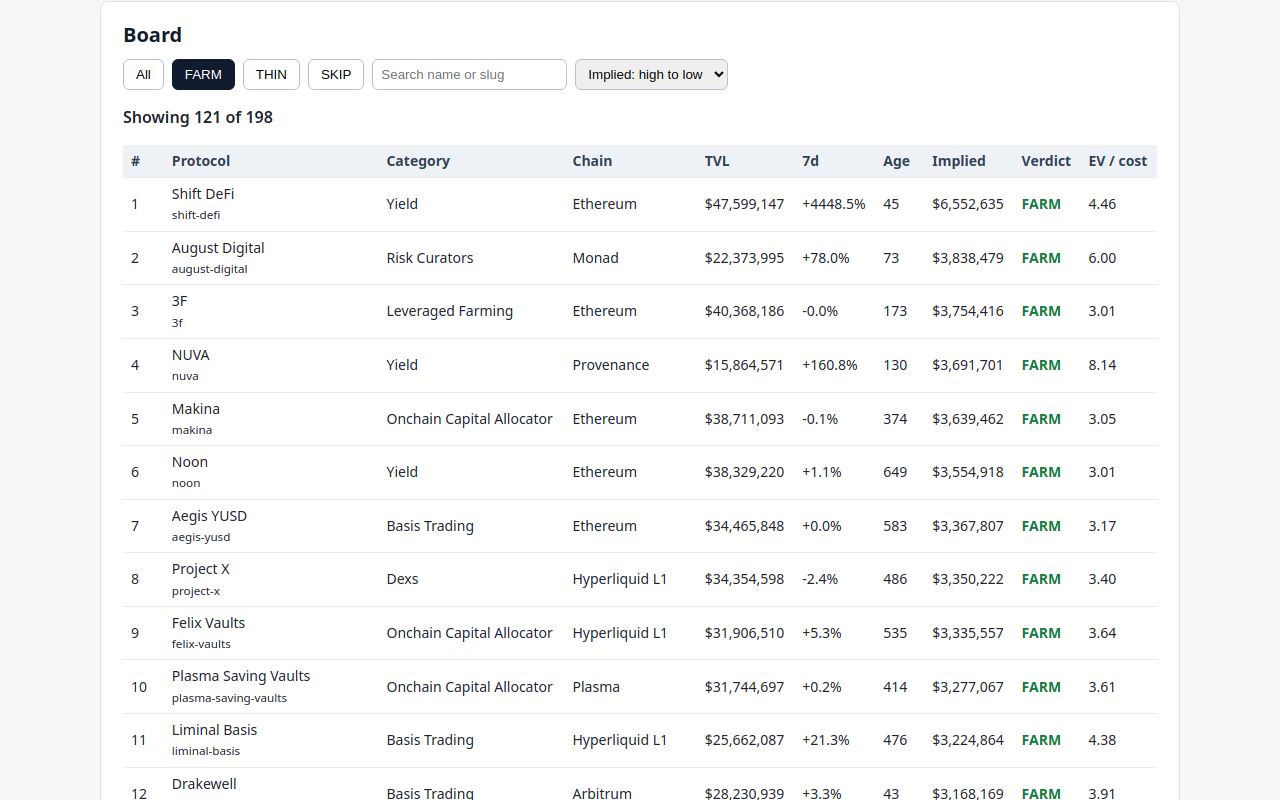 Board
All FARM THIN SKIP Search name or slug Implied: high to low
Showing 121 of 198
# Protocol Category Chain TVL 7d Age Implied Verdict EV / cost
1 Shift DeFi Yield Ethereum $47,599,147 +4448.5% 45 $6,552,635 FARM 4.46
shift-defi
2 August Digital Risk Curators Monad $22,373,995 +78.0% 73 $3,838,479 FARM 6.00
august-digital
3 3F Leveraged Farming Ethereum $40,368,186 -0.0% 173 $3,754,416 FARM 3.01
3f
4 NUVA Yield Provenance $15,864,571 +160.8% 130 $3,691,701 FARM 8.14
nuva
5 Makina Onchain Capital Allocator Ethereum $38,711,093 -0.1% 374 $3,639,462 FARM 3.05
makina
6 Noon Yield Ethereum $38,329,220 +1.1% 649 $3,554,918 FARM 3.01
noon
7 Aegis YUSD Basis Trading Ethereum $34,465,848 +0.0% 583 $3,367,807 FARM 3.17
aegis-yusd
8 Project X Dexs Hyperliquid L1 $34,354,598 -2.4% 486 $3,350,222 FARM 3.40
project-x
9 Felix Vaults Onchain Capital Allocator Hyperliquid L1 $31,906,510 +5.3% 535 $3,335,557 FARM 3.64
felix-vaults
10 Plasma Saving Vaults Onchain Capital Allocator Plasma $31,744,697 +0.2% 414 $3,277,067 FARM 3.61
plasma-saving-vaults
11 Liminal Basis Basis Trading Hyperliquid L1 $25,662,087 +21.3% 476 $3,224,864 FARM 4.38
liminal-basis
12 Drakewell Basis Trading Arbitrum $28,230,939 +3.3% 43 $3,168,169 FARM 3.91